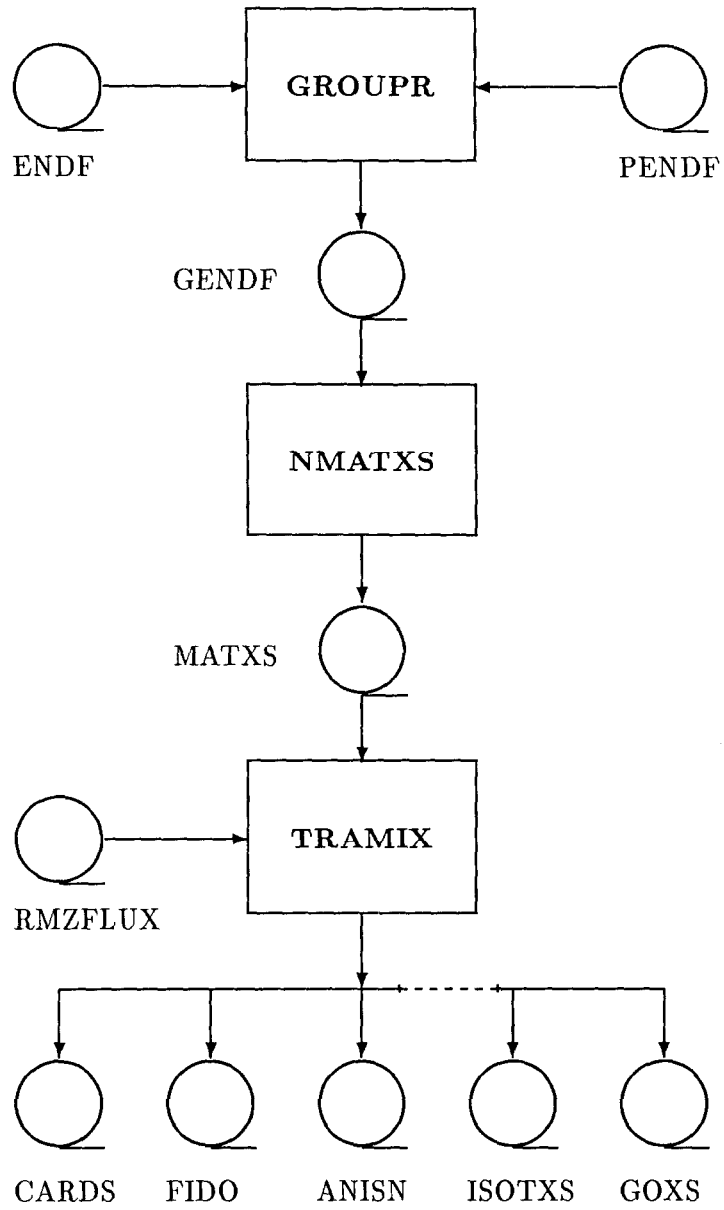 GROUPR
ENDF
PENDF
GENDF
NMATXS
MATXS
TRAMIX
RMZFLUX
CARDS FIDO ANISN ISOTXS GOXS